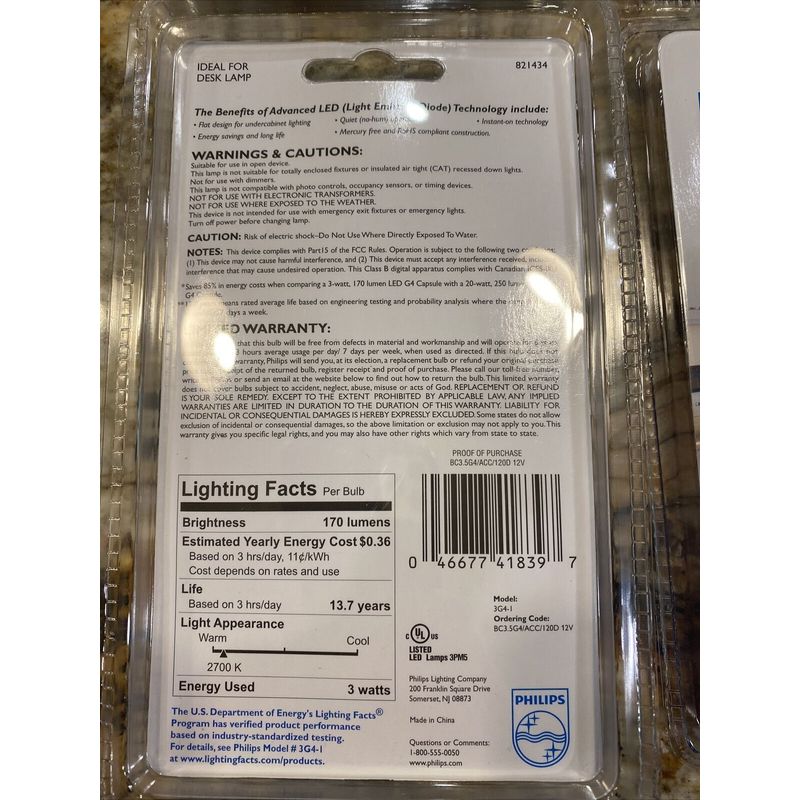 IDEAL FOR
DESK LAMP
821434
The Benefits of Advanced LED (Light Diode) Technology include:
• Flat design for undercabinet lighting
• Quiet (no-hum)
• Instant-on technology
• Energy savings and long life
• Mercury free and RoHS compliant construction.
WARNINGS & CAUTIONS:
Suitable for use in open device.
This lamp is not suitable for totally enclosed fixtures or insulated air tight (CAT) recessed down lights.
Not for use with dimmers.
This lamp is not compatible with photo controls, occupancy sensors, or timing devices.
NOT FOR USE WITH ELECTRONIC TRANSFORMERS.
NOT FOR USE WHERE EXPOSED TO THE WEATHER.
This device is not intended for use with emergency exit fixtures or emergency lights.
Turn off power before changing lamp.
CAUTION: Risk of electric shock–Do Not Use Where Directly Exposed To Water.
NOTES: This device complies with Part15 of the FCC Rules. Operation is subject to the following two
(1) This device may not cause harmful interference, and (2) This device must accept any interference received,
interference that may cause undesired operation. This Class B digital apparatus complies with Canadian
*Saves 85% in energy costs when comparing a 3-watt, 170 lumen LED G4 Capsule with a 20-watt, 250
G4
means rated average life based on engineering testing and probability analysis where the
days a week.
WARRANTY:
that this bulb will be free from defects in material and workmanship and will
3 hours average usage per day/ 7 days per week, when used as directed. If this
warranty, Philips will send you, at its election, a replacement bulb or refund your original
of the returned bulb, register receipt and proof of purchase. Please call our toll-free
or send an email at the website below to find out how to return the bulb. This limited warranty
does not cover bulbs subject to accident, neglect, abuse, misuse or acts of God. REPLACEMENT OR REFUND
IS YOUR SOLE REMEDY. EXCEPT TO THE EXTENT PROHIBITED BY APPLICABLE LAW, ANY IMPLIED
WARRANTIES ARE LIMITED IN DURATION TO THE DURATION OF THIS WARRANTY. LIABILITY FOR
INCIDENTAL OR CONSEQUENTIAL DAMAGES IS HEREBY EXPRESSLY EXCLUDED. Some states do not allow
exclusion of incidental or consequential damages, so the above limitation or exclusion may not apply to you. This
warranty gives you specific legal rights, and you may also have other rights which vary from state to state.
PROOF OF PURCHASE
BC3.5G4/ACC/120D 12V
Lighting Facts Per Bulb
Brightness 170 lumens
Estimated Yearly Energy Cost $0.36
Based on 3 hrs/day, 11¢/kWh
Cost depends on rates and use
Life
Based on 3 hrs/day 13.7 years
Light Appearance
Warm Cool
2700 K
Energy Used 3 watts
0 46677 41839 7
Model:
3G4-1
Ordering Code:
BC3.5G4/ACC/120D 12V
C UL US
LISTED
LED Lamps 3PM5
Philips Lighting Company
200 Franklin Square Drive
Somerset, NJ 08873
Made in China
Questions or Comments:
1-800-555-0050
www.philips.com
PHILIPS
The U.S. Department of Energy's Lighting Facts®
Program has verified product performance
based on industry-standardized testing.
For details, see Philips Model # 3G4-1
at www.lightingfacts.com/products.